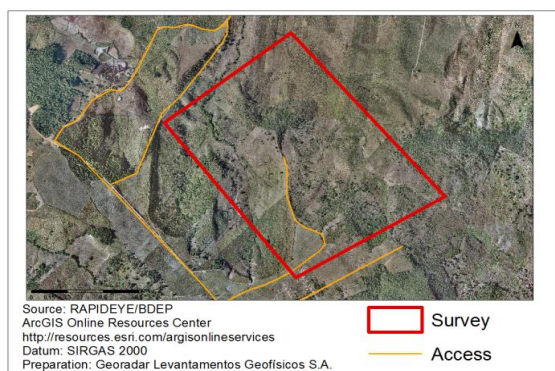 Source: RAPIDEYE/BDEP
ArcGIS Online Resources Center
http://resources.esri.com/argisonlineservices
Datum: SIRGAS 2000
Preparation: Georadar Levantamentos Geofísicos S.A.
Survey
Access